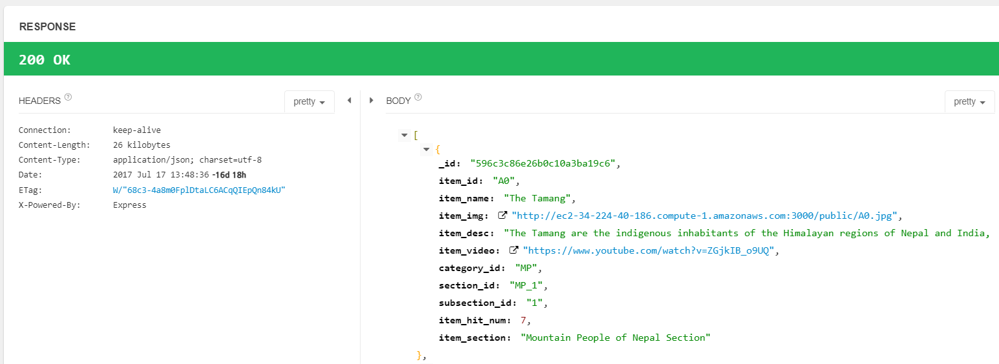 RESPONSE
200 OK
HEADERS ?
pretty
Connection: keep-alive
Content-Length: 26 kilobytes
Content-Type: application/json; charset=utf-8
Date: 2017 Jul 17 13:48:36 -16d 18h
ETag: W/"68c3-4a8m0FplDtaLC6ACqQIEpQn84kU"
X-Powered-By: Express
BODY ?
pretty
[
{
_id: "596c3c86e26b0c10a3ba19c6",
item_id: "A0",
item_name: "The Tamang",
item_img: "http://ec2-34-224-40-186.compute-1.amazonaws.com:3000/public/A0.jpg",
item_desc: "The Tamang are the indigenous inhabitants of the Himalayan regions of Nepal and India,
item_video: "https://www.youtube.com/watch?v=ZGjkIB_o9UQ",
category_id: "MP",
section_id: "MP_1",
subsection_id: "1",
item_hit_num: 7,
item_section: "Mountain People of Nepal Section"
},